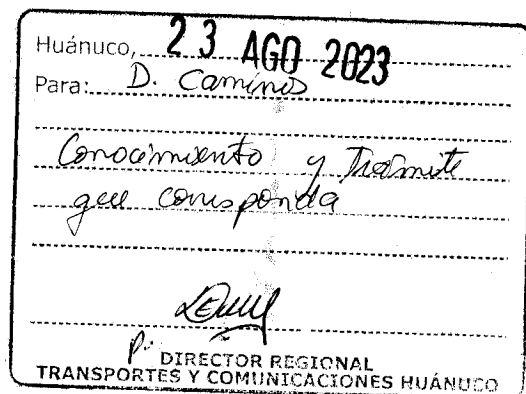 Huánuco, 23 AGO 2023
Para: D. Caminos
Conocimiento y Trámite
que corresponda
P. DIRECTOR REGIONAL
TRANSPORTES Y COMUNICACIONES HUÁNUCO